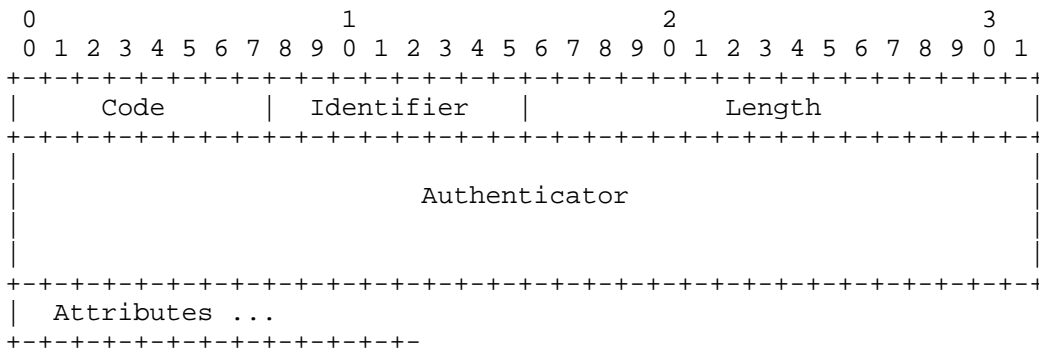 0                   1                   2                   3
 0 1 2 3 4 5 6 7 8 9 0 1 2 3 4 5 6 7 8 9 0 1 2 3 4 5 6 7 8 9 0 1
+-+-+-+-+-+-+-+-+-+-+-+-+-+-+-+-+-+-+-+-+-+-+-+-+-+-+-+-+-+-+-+-+
|     Code      |  Identifier   |            Length             |
+-+-+-+-+-+-+-+-+-+-+-+-+-+-+-+-+-+-+-+-+-+-+-+-+-+-+-+-+-+-+-+-+
|                                                               |
|                         Authenticator                         |
|                                                               |
|                                                               |
+-+-+-+-+-+-+-+-+-+-+-+-+-+-+-+-+-+-+-+-+-+-+-+-+-+-+-+-+-+-+-+-+
|  Attributes ...
+-+-+-+-+-+-+-+-+-+-+-+-+-